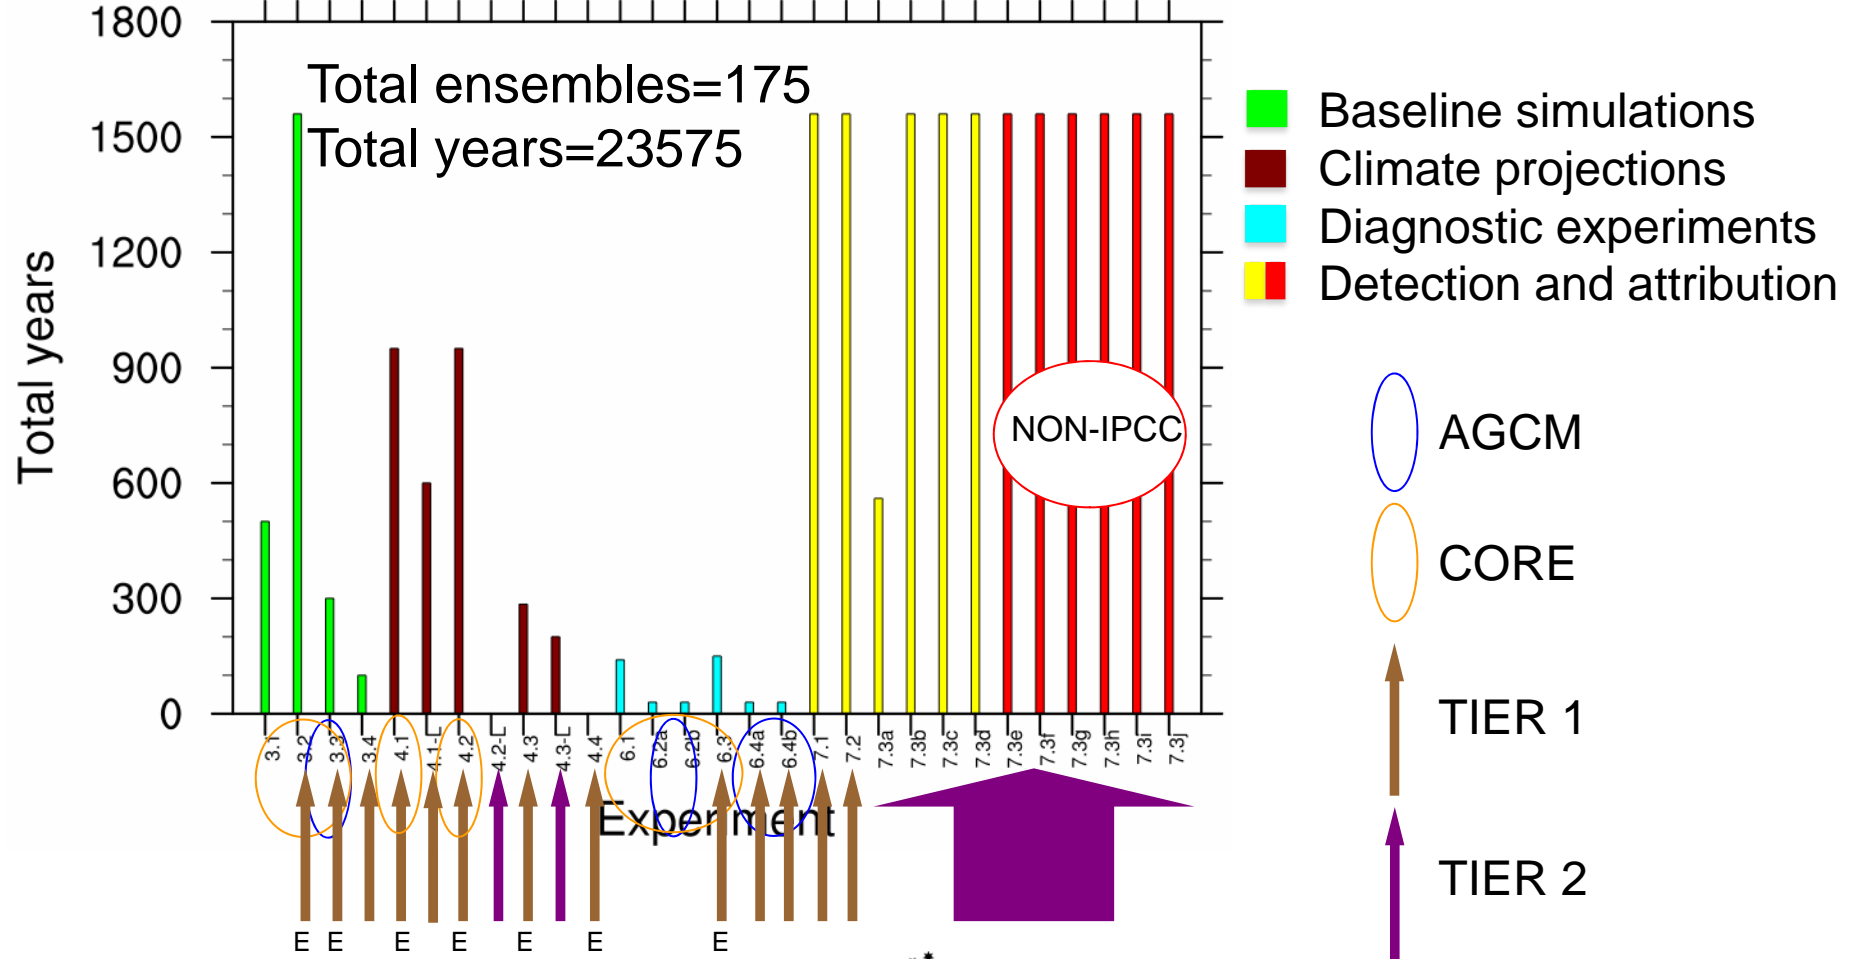 Total ensembles=175
Total years=23575
1800
1500
1200
900
600
300
0
Total years
NON-IPCC
3.1
3.2
3.3
3.4
4.1
4.1-L
4.2
4.2-L
4.3
4.3-L
4.4
6.1
6.2a
6.2b
6.3
6.4a
6.4b
7.1
7.2
7.3a
7.3b
7.3c
7.3d
7.3e
7.3f
7.3g
7.3h
7.3i
7.3j
Experiment
E E E E E E E
Baseline simulations
Climate projections
Diagnostic experiments
Detection and attribution
AGCM
CORE
TIER 1
TIER 2